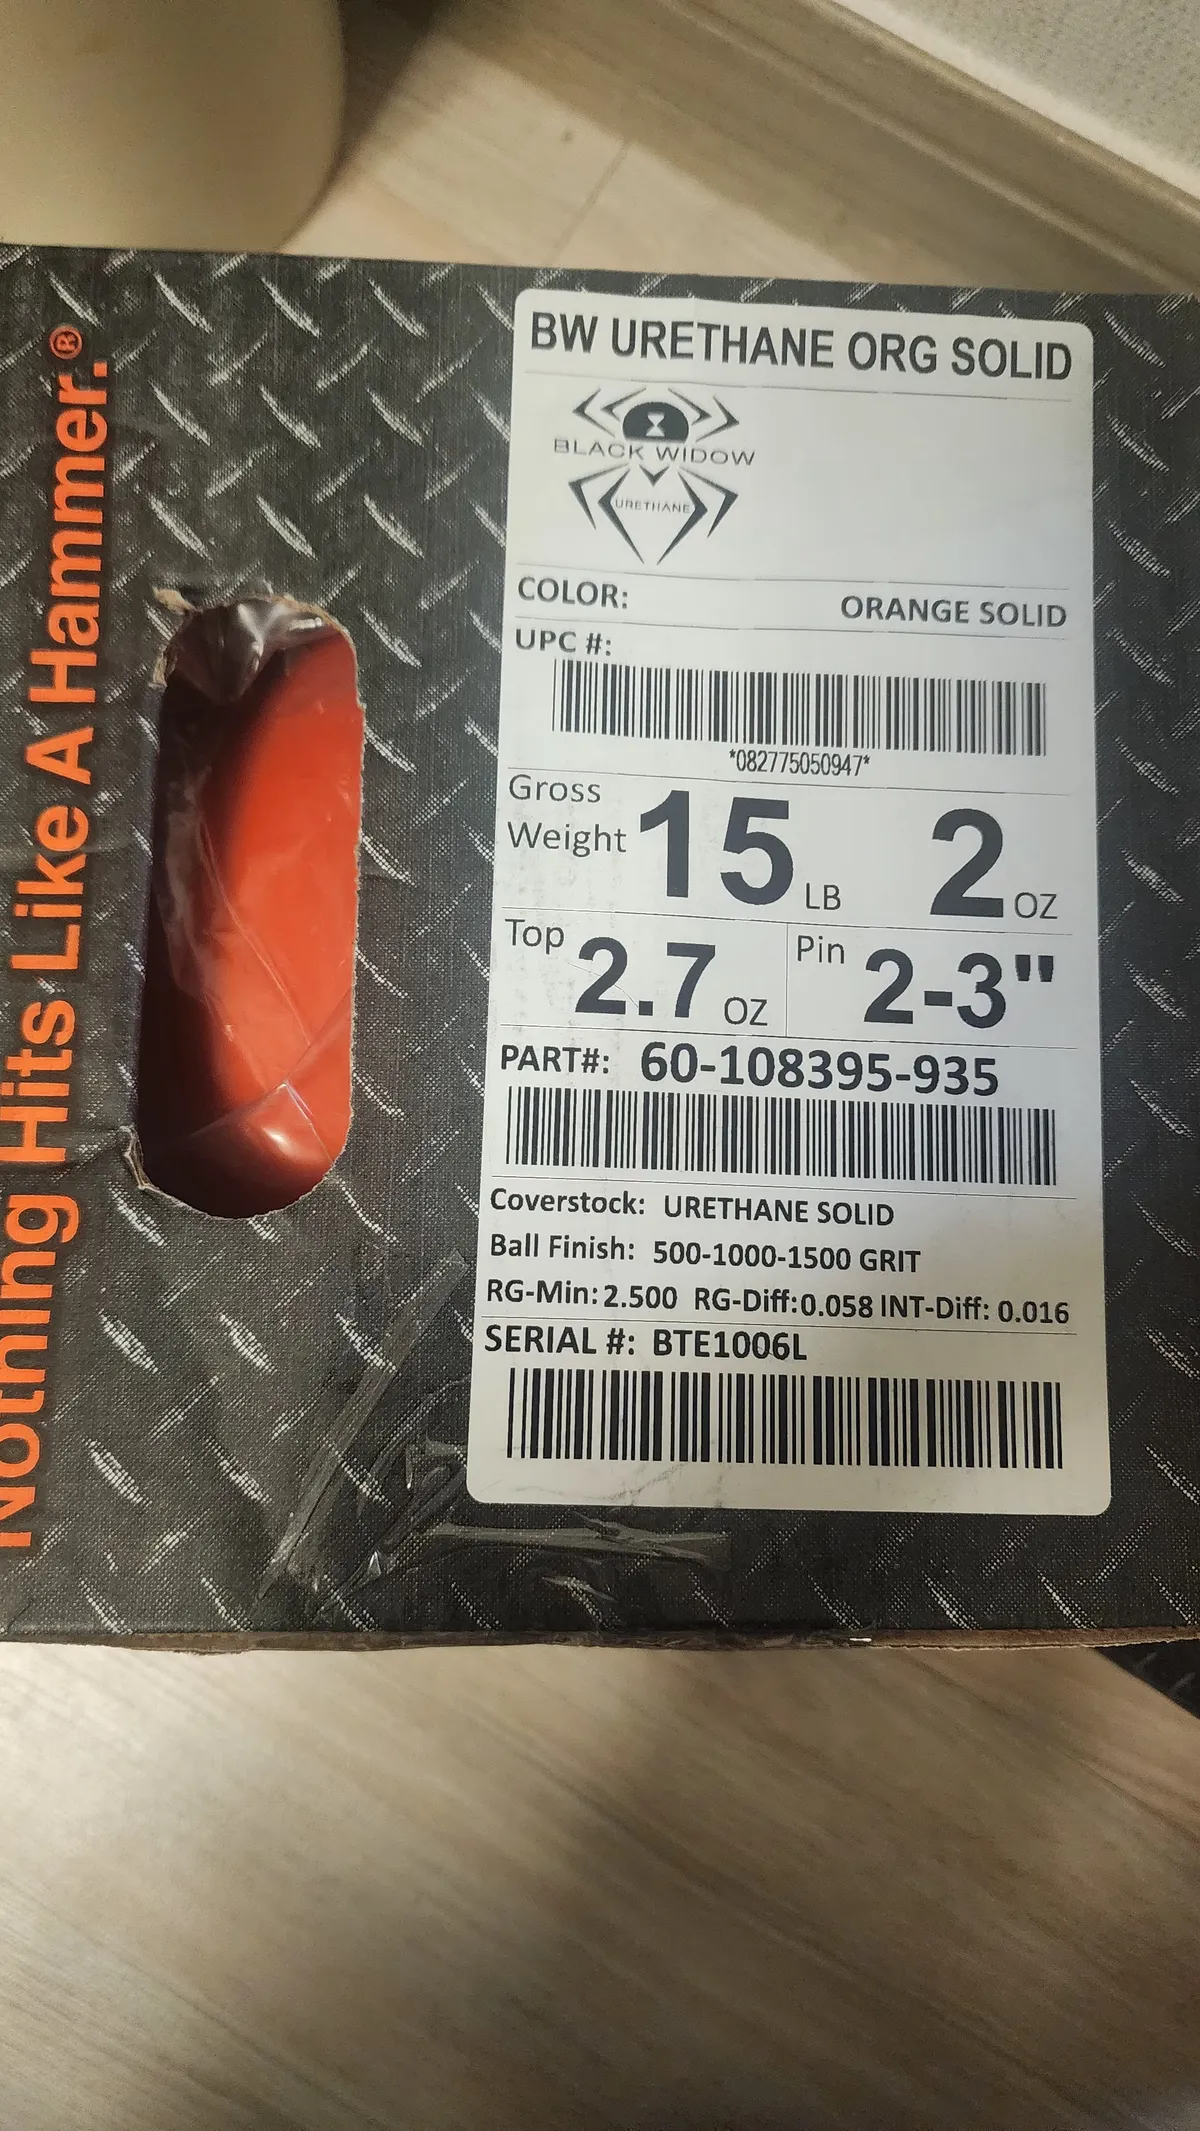 Nothing Hits Like A Hammer.®
BW URETHANE ORG SOLID
BLACK WIDOW
URETHANE
COLOR: ORANGE SOLID
UPC #:
*082775050947*
Gross Weight 15 LB 2 OZ
Top 2.7 OZ Pin 2-3"
PART#: 60-108395-935
Coverstock: URETHANE SOLID
Ball Finish: 500-1000-1500 GRIT
RG-Min: 2.500 RG-Diff: 0.058 INT-Diff: 0.016
SERIAL #: BTE1006L